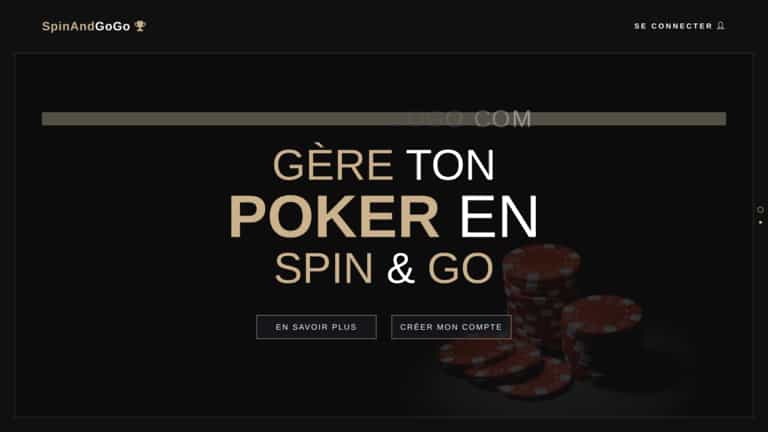 SpinAndGoGo
SE CONNECTER
COM
GÈRE TON
POKER EN
SPIN & GO
EN SAVOIR PLUS
CRÉER MON COMPTE